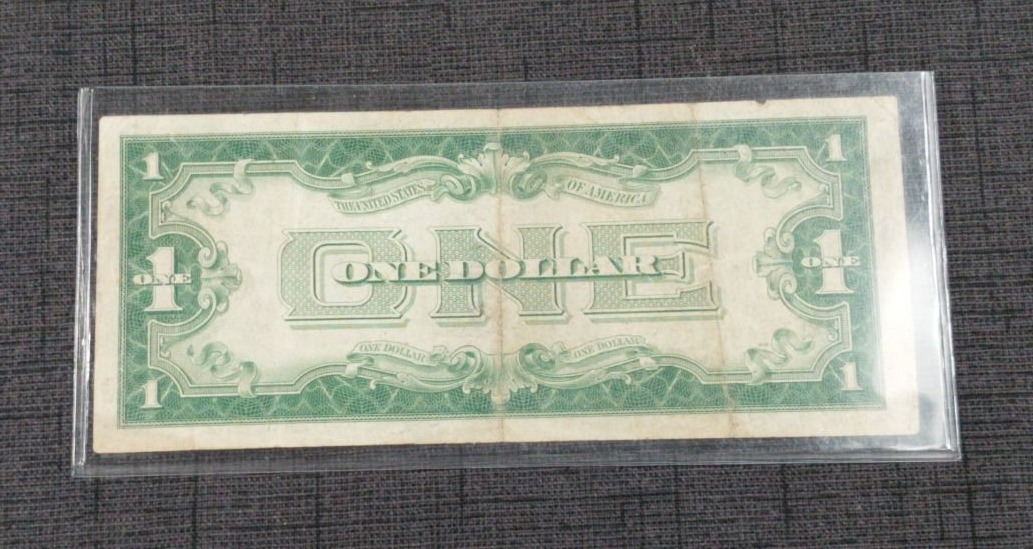 1 1
THE UNITED STATES OF AMERICA
ONE
ONE DOLLAR
1 ONE
1 ONE
ONE DOLLAR ONE DOLLAR
1 1